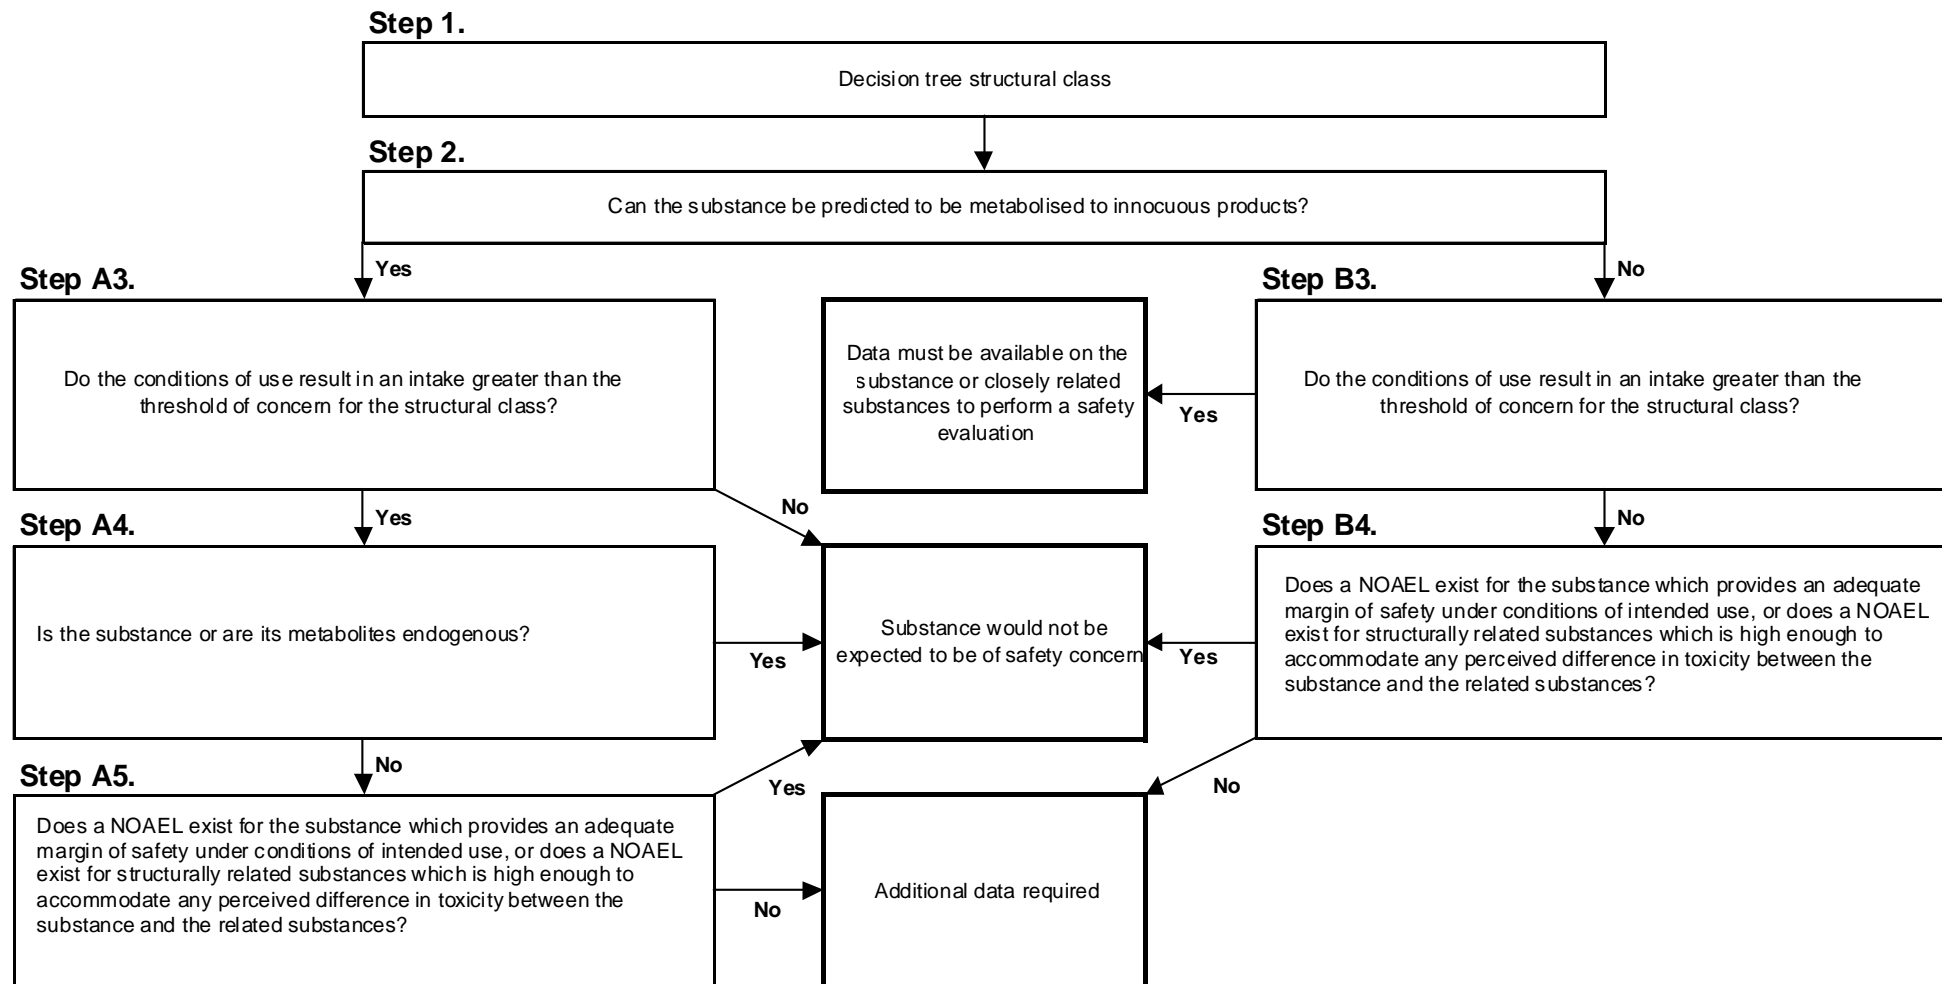 Step 1.
Decision tree structural class
Step 2.
Can the substance be predicted to be metabolised to innocuous products?
Yes
No
Step A3.
Do the conditions of use result in an intake greater than the
threshold of concern for the structural class?
Data must be available on the
substance or closely related
substances to perform a safety
evaluation
Yes
Step B3.
Do the conditions of use result in an intake greater than the
threshold of concern for the structural class?
Yes
No
No
Step A4.
Is the substance or are its metabolites endogenous?
Yes
Substance would not be
expected to be of safety concern
Yes
Step B4.
Does a NOAEL exist for the substance which provides an adequate
margin of safety under conditions of intended use, or does a NOAEL
exist for structurally related substances which is high enough to
accommodate any perceived difference in toxicity between the
substance and the related substances?
No
Yes
No
Step A5.
Does a NOAEL exist for the substance which provides an adequate
margin of safety under conditions of intended use, or does a NOAEL
exist for structurally related substances which is high enough to
accommodate any perceived difference in toxicity between the
substance and the related substances?
No
Additional data required